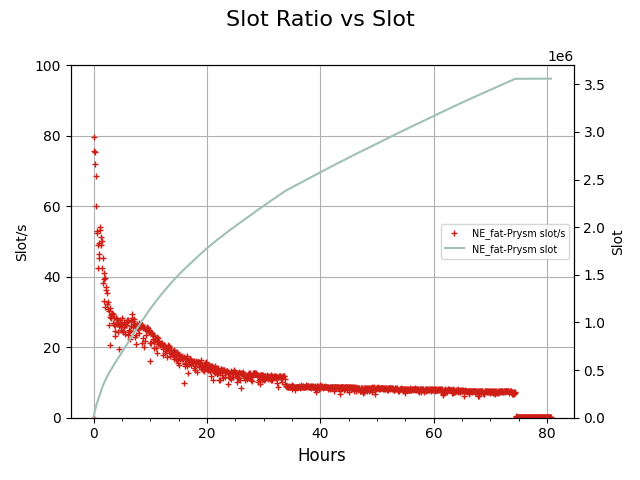 Slot Ratio vs Slot
1e6
100
80
60
40
20
0
Slot/s
3.5
3.0
2.5
2.0
1.5
1.0
0.5
0.0
Slot
NE_fat-Prysm slot/s
NE_fat-Prysm slot
0 20 40 60 80
Hours